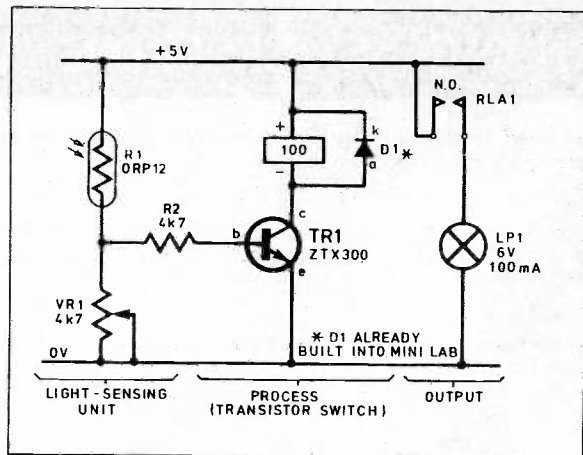 +5V
N.O.
RLA1
R1
ORP12
+
100
-
k
D1 *
a
R2
4k7
b
c
TR1
ZTX300
e
LP1
6V
100mA
VR1
4k7
* D1 ALREADY
BUILT INTO MINI LAB
0V
LIGHT-SENSING
UNIT
PROCESS
(TRANSISTOR SWITCH)
OUTPUT